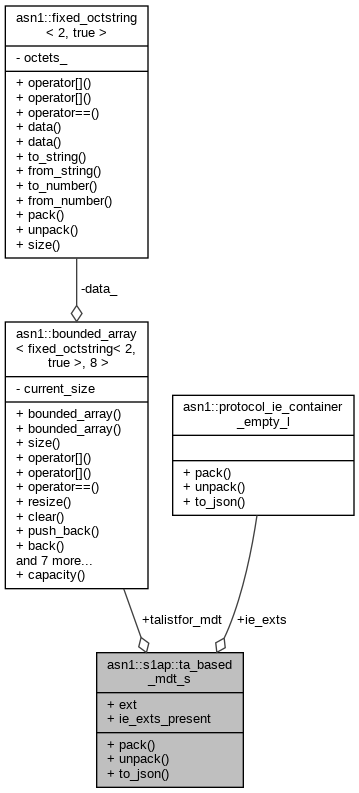 asn1::fixed_octstring
< 2, true >
- octets_
+ operator[]()
+ operator[]()
+ operator==()
+ data()
+ data()
+ to_string()
+ from_string()
+ to_number()
+ from_number()
+ pack()
+ unpack()
+ size()
-data_
asn1::bounded_array
< fixed_octstring< 2,
true >, 8 >
- current_size
+ bounded_array()
+ bounded_array()
+ size()
+ operator[]()
+ operator[]()
+ operator==()
+ resize()
+ clear()
+ push_back()
+ back()
and 7 more...
+ capacity()
asn1::protocol_ie_container
_empty_l
+ pack()
+ unpack()
+ to_json()
+talistfor_mdt
+ie_exts
asn1::s1ap::ta_based
_mdt_s
+ ext
+ ie_exts_present
+ pack()
+ unpack()
+ to_json()